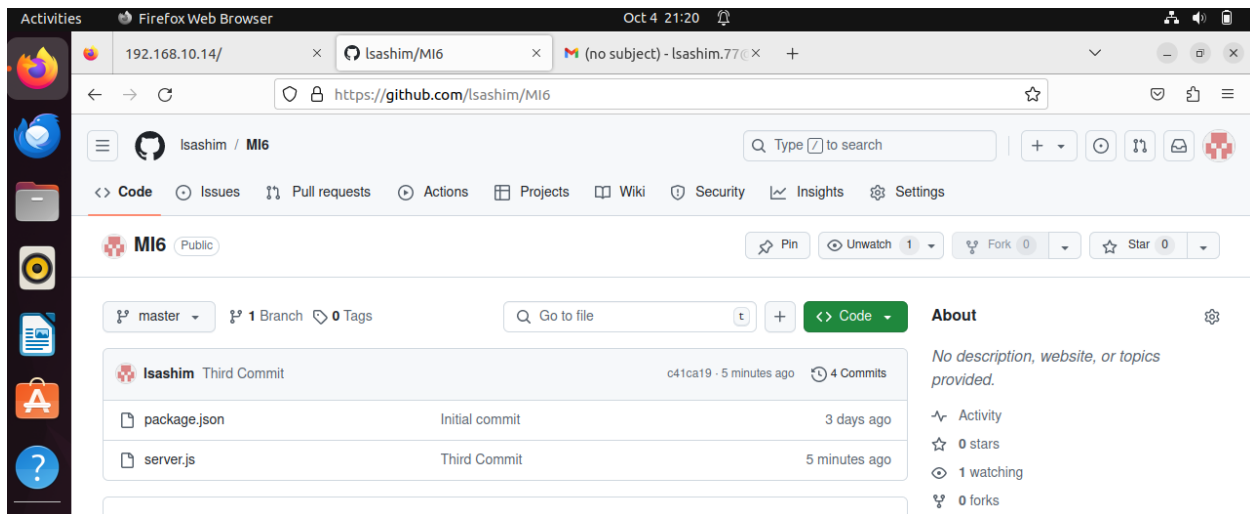 Activities Firefox Web Browser Oct 4 21:20
192.168.10.14/ × lsashim/MI6 × (no subject) - lsashim.77@ × +
https://github.com/lsashim/MI6
lsashim / MI6 Type / to search
Code Issues Pull requests Actions Projects Wiki Security Insights Settings
MI6 Public Pin Unwatch 1 Fork 0 Star 0
master 1 Branch 0 Tags Go to file t + <> Code About
No description, website, or topics
provided.
lsashim Third Commit c41ca19 · 5 minutes ago 4 Commits
package.json Initial commit 3 days ago
server.js Third Commit 5 minutes ago
Activity
0 stars
1 watching
0 forks